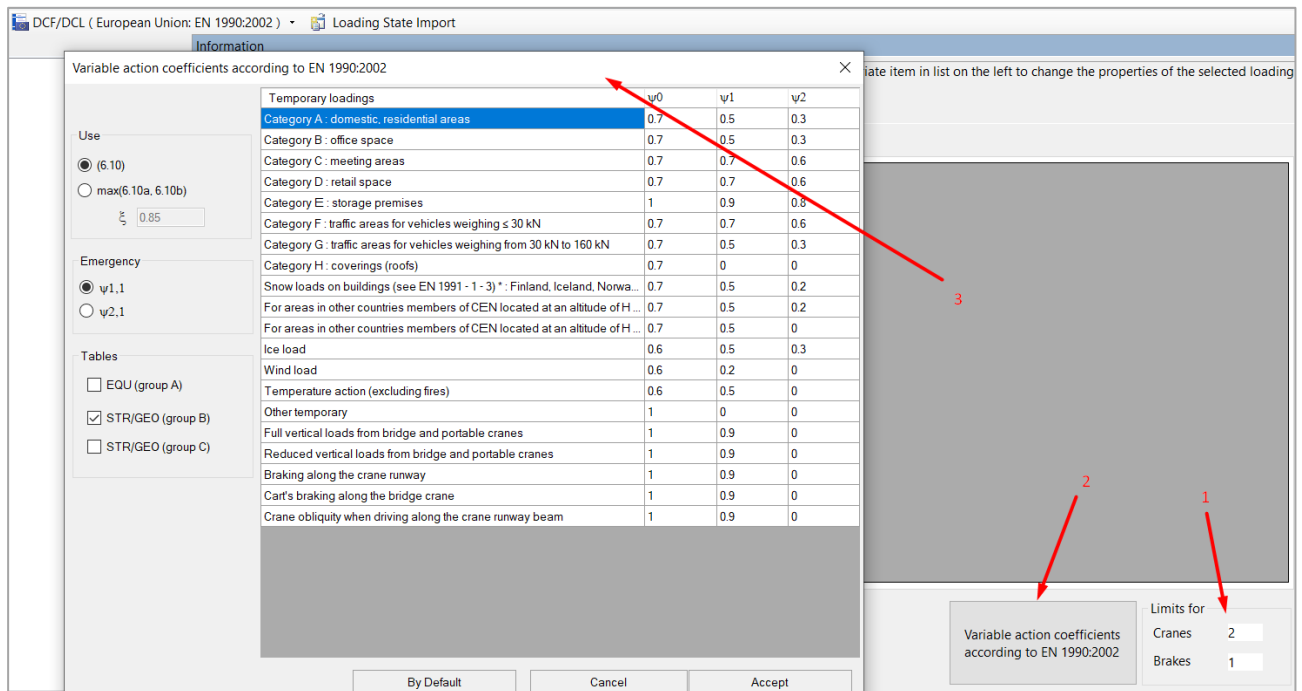 DCF/DCL ( European Union: EN 1990:2002 ) Loading State Import
Information
iate item in list on the left to change the properties of the selected loading
Variable action coefficients according to EN 1990:2002
Use
(6.10)
max(6.10a, 6.10b)
ξ 0.85
Emergency
ψ1,1
ψ2,1
Tables
EQU (group A)
STR/GEO (group B)
STR/GEO (group C)
Temporary loadings ψ0 ψ1 ψ2
Category A : domestic, residential areas 0.7 0.5 0.3
Category B : office space 0.7 0.5 0.3
Category C : meeting areas 0.7 0.7 0.6
Category D : retail space 0.7 0.7 0.6
Category E : storage premises 1 0.9 0.8
Category F : traffic areas for vehicles weighing ≤ 30 kN 0.7 0.7 0.6
Category G : traffic areas for vehicles weighing from 30 kN to 160 kN 0.7 0.5 0.3
Category H : coverings (roofs) 0.7 0 0
Snow loads on buildings (see EN 1991 - 1 - 3) * : Finland, Iceland, Norwa... 0.7 0.5 0.2
For areas in other countries members of CEN located at an altitude of H ... 0.7 0.5 0.2
For areas in other countries members of CEN located at an altitude of H ... 0.7 0.5 0
Ice load 0.6 0.5 0.3
Wind load 0.6 0.2 0
Temperature action (excluding fires) 0.6 0.5 0
Other temporary 1 0 0
Full vertical loads from bridge and portable cranes 1 0.9 0
Reduced vertical loads from bridge and portable cranes 1 0.9 0
Braking along the crane runway 1 0.9 0
Cart's braking along the bridge crane 1 0.9 0
Crane obliquity when driving along the crane runway beam 1 0.9 0
By Default Cancel Accept
3
2
1
Variable action coefficients
according to EN 1990:2002
Limits for
Cranes 2
Brakes 1